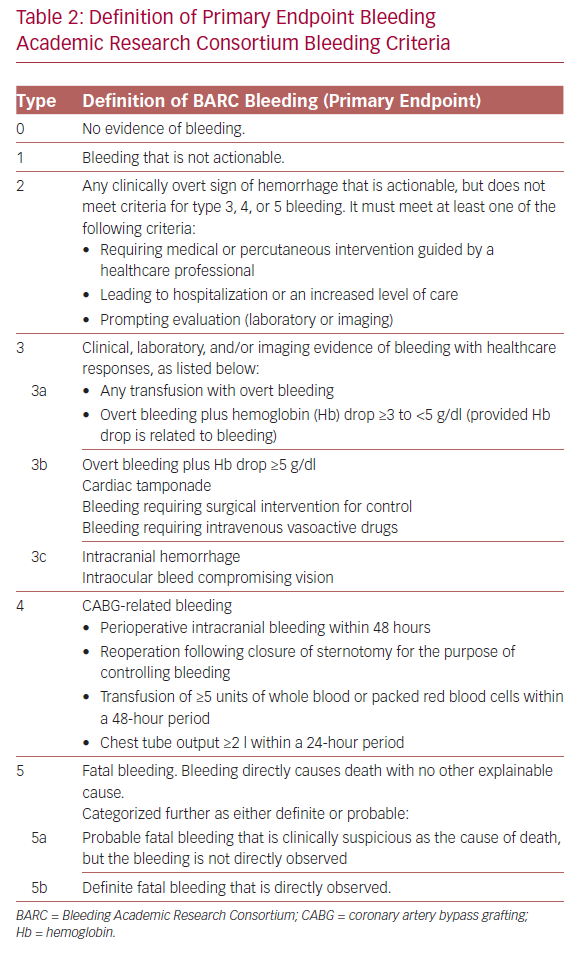 Table 2: Definition of Primary Endpoint Bleeding
Academic Research Consortium Bleeding Criteria
Type Definition of BARC Bleeding (Primary Endpoint)
0 No evidence of bleeding.
1 Bleeding that is not actionable.
2 Any clinically overt sign of hemorrhage that is actionable, but does not
meet criteria for type 3, 4, or 5 bleeding. It must meet at least one of the
following criteria:
• Requiring medical or percutaneous intervention guided by a
healthcare professional
• Leading to hospitalization or an increased level of care
• Prompting evaluation (laboratory or imaging)
3 Clinical, laboratory, and/or imaging evidence of bleeding with healthcare
responses, as listed below:
3a • Any transfusion with overt bleeding
• Overt bleeding plus hemoglobin (Hb) drop ≥3 to <5 g/dl (provided Hb
drop is related to bleeding)
3b Overt bleeding plus Hb drop ≥5 g/dl
Cardiac tamponade
Bleeding requiring surgical intervention for control
Bleeding requiring intravenous vasoactive drugs
3c Intracranial hemorrhage
Intraocular bleed compromising vision
4 CABG-related bleeding
• Perioperative intracranial bleeding within 48 hours
• Reoperation following closure of sternotomy for the purpose of
controlling bleeding
• Transfusion of ≥5 units of whole blood or packed red blood cells within
a 48-hour period
• Chest tube output ≥2 l within a 24-hour period
5 Fatal bleeding. Bleeding directly causes death with no other explainable
cause.
Categorized further as either definite or probable:
5a Probable fatal bleeding that is clinically suspicious as the cause of death,
but the bleeding is not directly observed
5b Definite fatal bleeding that is directly observed.
BARC = Bleeding Academic Research Consortium; CABG = coronary artery bypass grafting;
Hb = hemoglobin.